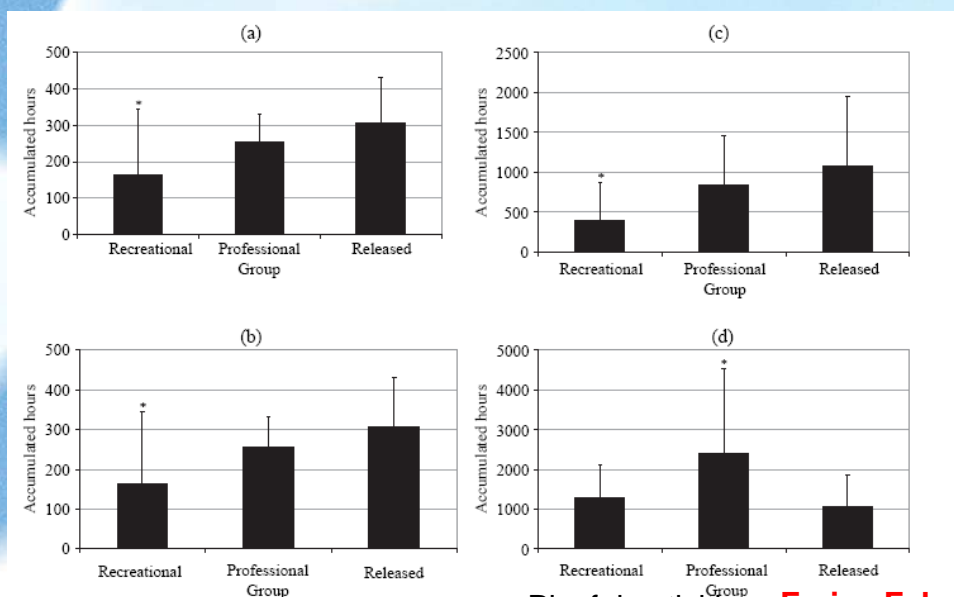 (a)
500
400
300
200
100
0
Accumulated hours
*
Recreational Professional Released
Group
(c)
2500
2000
1500
1000
500
0
Accumulated hours
*
Recreational Professional Released
Group
(b)
500
400
300
200
100
0
Accumulated hours
*
Recreational Professional Released
Group
(d)
5000
4000
3000
2000
1000
0
Accumulated hours
*
Recreational Professional Released
Group